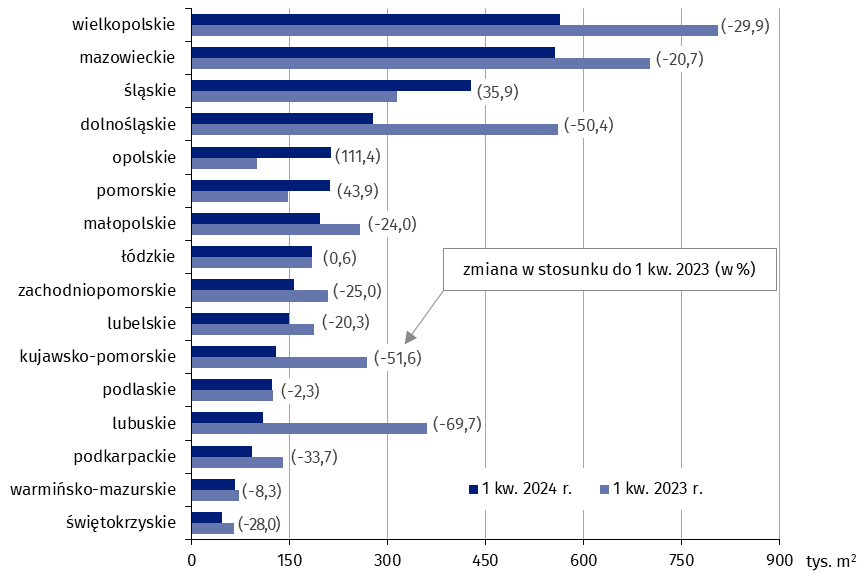 wielkopolskie (-29,9)
mazowieckie (-20,7)
śląskie (35,9)
dolnośląskie (-50,4)
opolskie (111,4)
pomorskie (43,9)
małopolskie (-24,0)
łódzkie (0,6)
zmiana w stosunku do 1 kw. 2023 (w %)
zachodniopomorskie (-25,0)
lubelskie (-20,3)
kujawsko-pomorskie (-51,6)
podlaskie (-2,3)
lubuskie (-69,7)
podkarpackie (-33,7)
warmińsko-mazurskie (-8,3)
1 kw. 2024 r. 1 kw. 2023 r.
świętokrzyskie (-28,0)
0 150 300 450 600 750 900 tys. m²